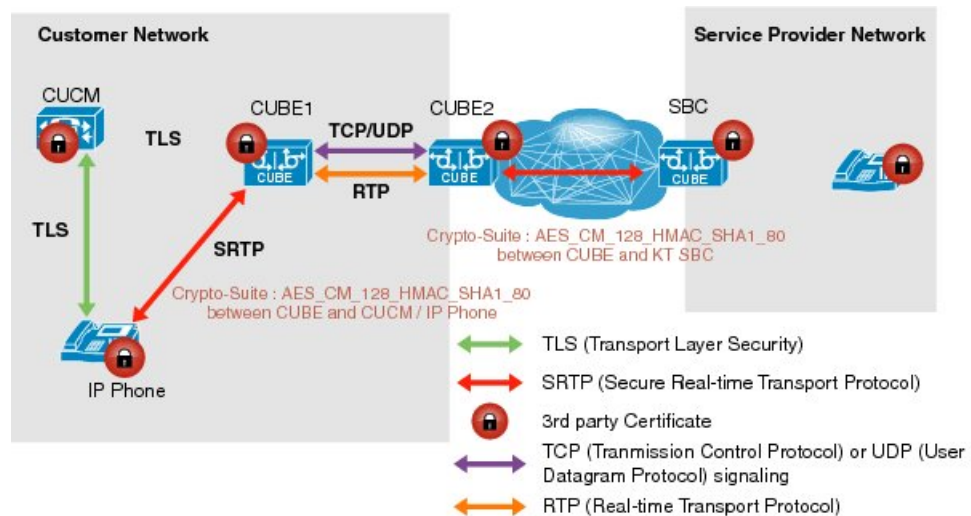 Customer Network
Service Provider Network
CUCM
CUBE1
CUBE2
SBC
TLS
TCP/UDP
CUBE
CUBE
CUBE
RTP
TLS
SRTP
Crypto-Suite : AES_CM_128_HMAC_SHA1_80
between CUBE and KT SBC
Crypto-Suite : AES_CM_128_HMAC_SHA1_80
between CUBE and CUCM / IP Phone
IP Phone
TLS (Transport Layer Security)
SRTP (Secure Real-time Transport Protocol)
3rd party Certificate
TCP (Tranmission Control Protocol) or UDP (User
Datagram Protocol) signaling
RTP (Real-time Transport Protocol)